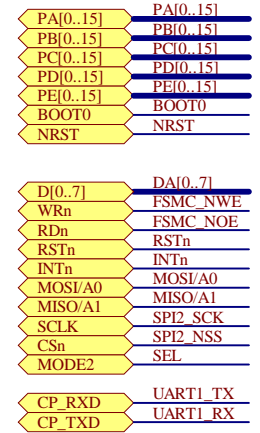 PA[0..15] PA[0..15]
PB[0..15] PB[0..15]
PC[0..15] PC[0..15]
PD[0..15] PD[0..15]
PE[0..15] PE[0..15]
BOOT0 BOOT0
NRST NRST
D[0..7] DA[0..7]
WRn FSMC_NWE
RDn FSMC_NOE
RSTn RSTn
INTn INTn
MOSI/A0 MOSI/A0
MISO/A1 MISO/A1
SCLK SPI2_SCK
CSn SPI2_NSS
MODE2 SEL
CP_RXD UART1_TX
CP_TXD UART1_RX